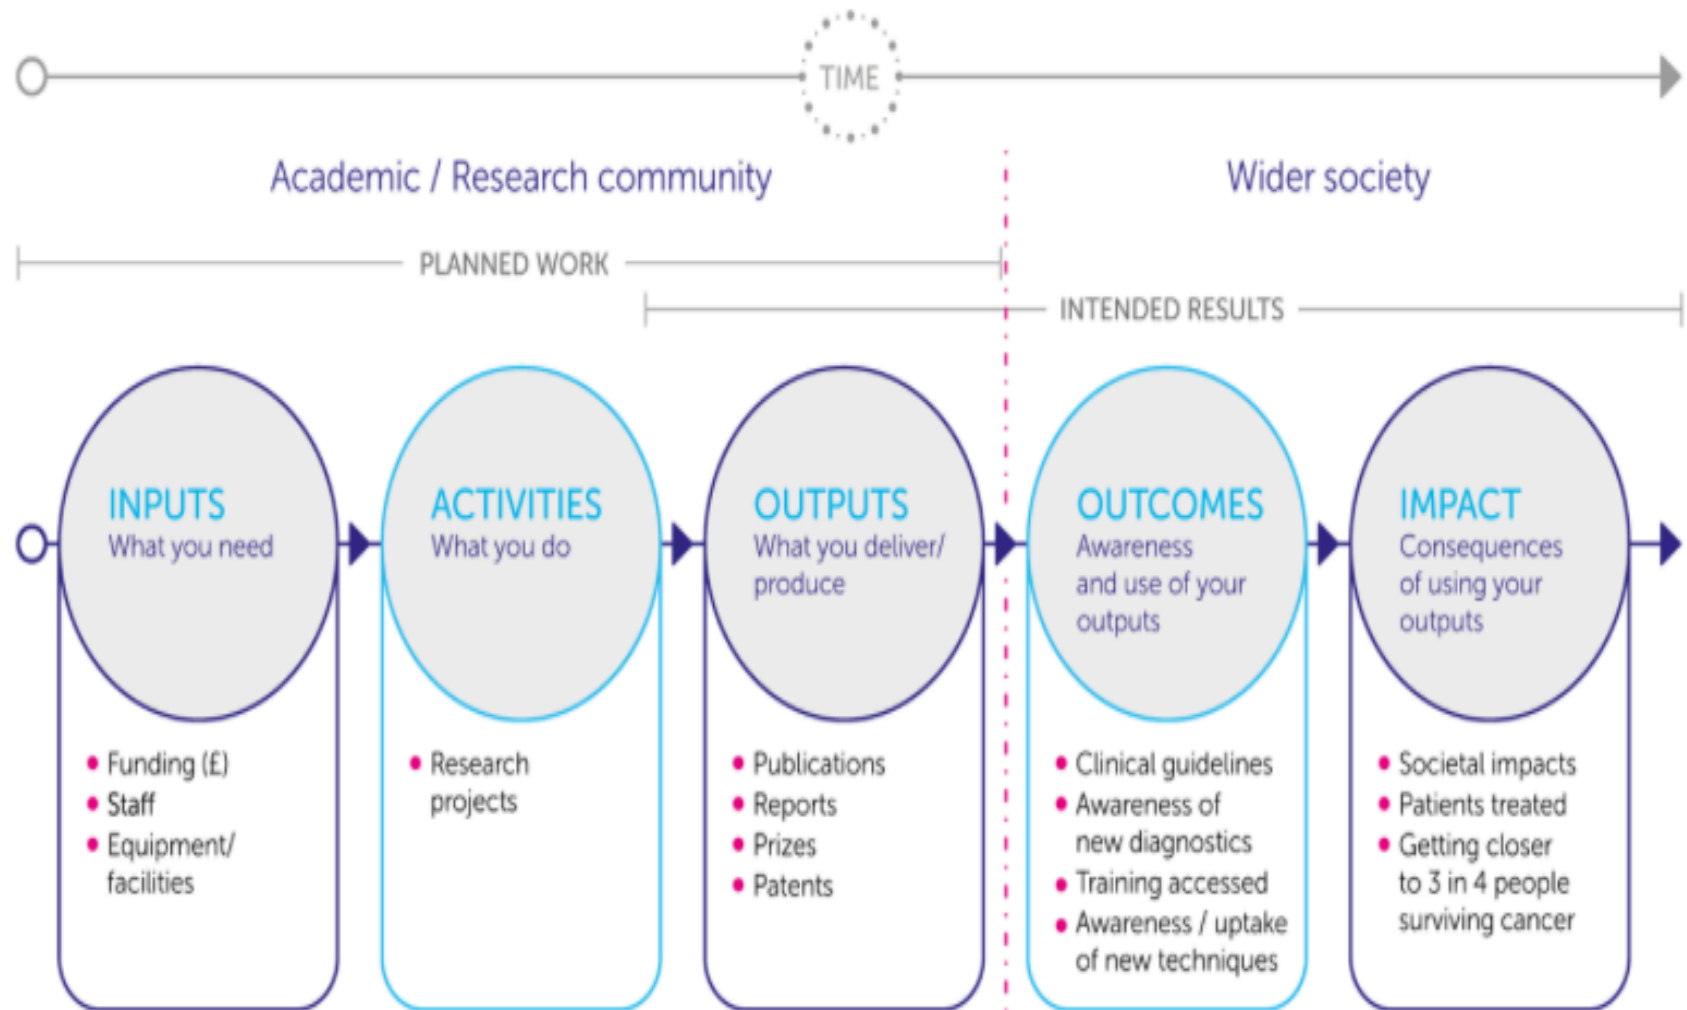 TIME
Academic / Research community
Wider society
PLANNED WORK
INTENDED RESULTS
INPUTS
What you need
• Funding (£)
• Staff
• Equipment/
facilities
ACTIVITIES
What you do
• Research
projects
OUTPUTS
What you deliver/
produce
• Publications
• Reports
• Prizes
• Patents
OUTCOMES
Awareness
and use of your
outputs
• Clinical guidelines
• Awareness of
new diagnostics
• Training accessed
• Awareness / uptake
of new techniques
IMPACT
Consequences
of using your
outputs
• Societal impacts
• Patients treated
• Getting closer
to 3 in 4 people
surviving cancer